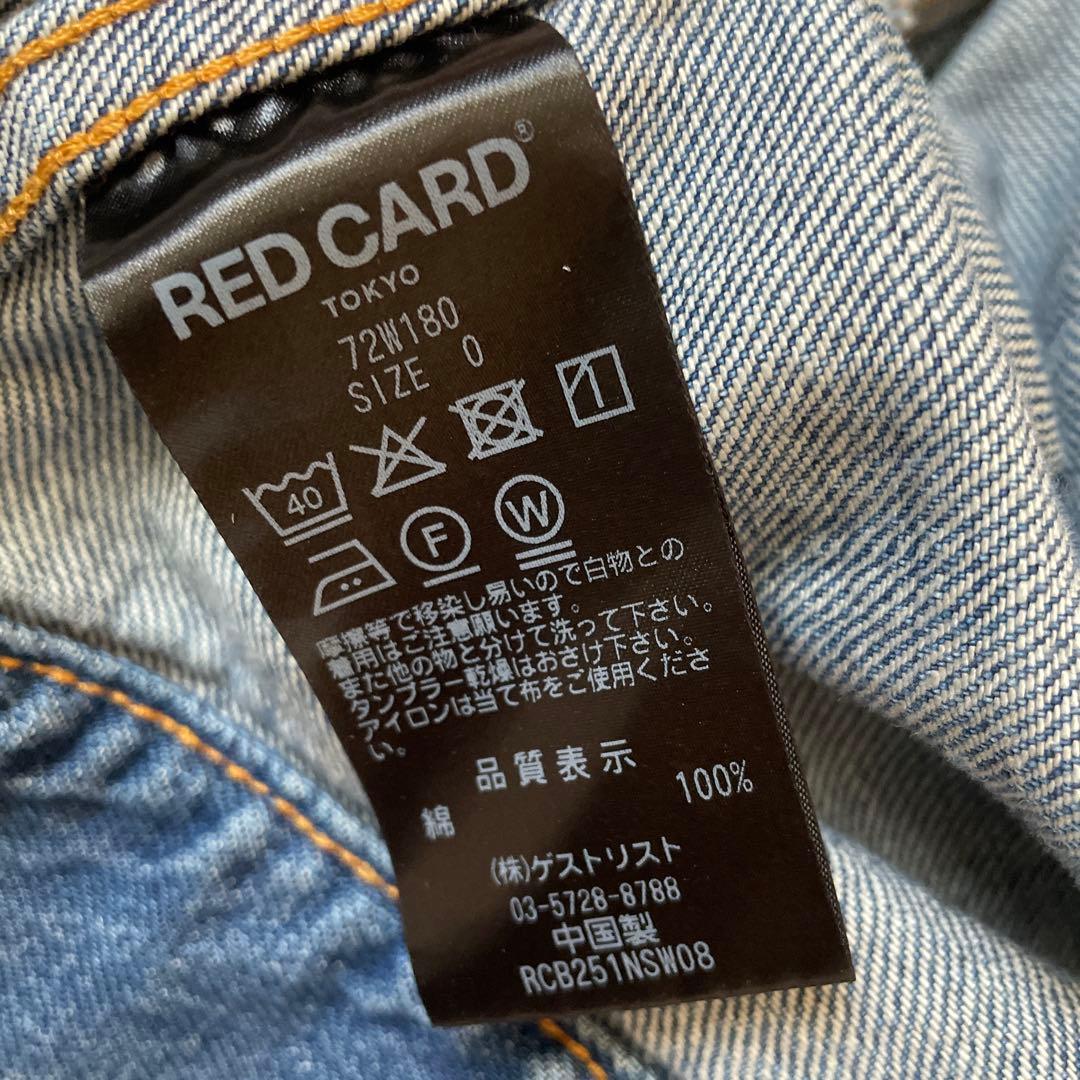 RED CARD®
TOKYO
72W180
SIZE 0
40
F W
摩擦等で移染し易いので白物との
着用はご注意願います。
また他の物と分けて洗って下さい。
タンブラー乾燥はおさけ下さい。
アイロンは当て布をご使用くださ
い。
品質表示
綿 100%
(株)ゲストリスト
03-5728-8788
中国製
RCB251NSW08